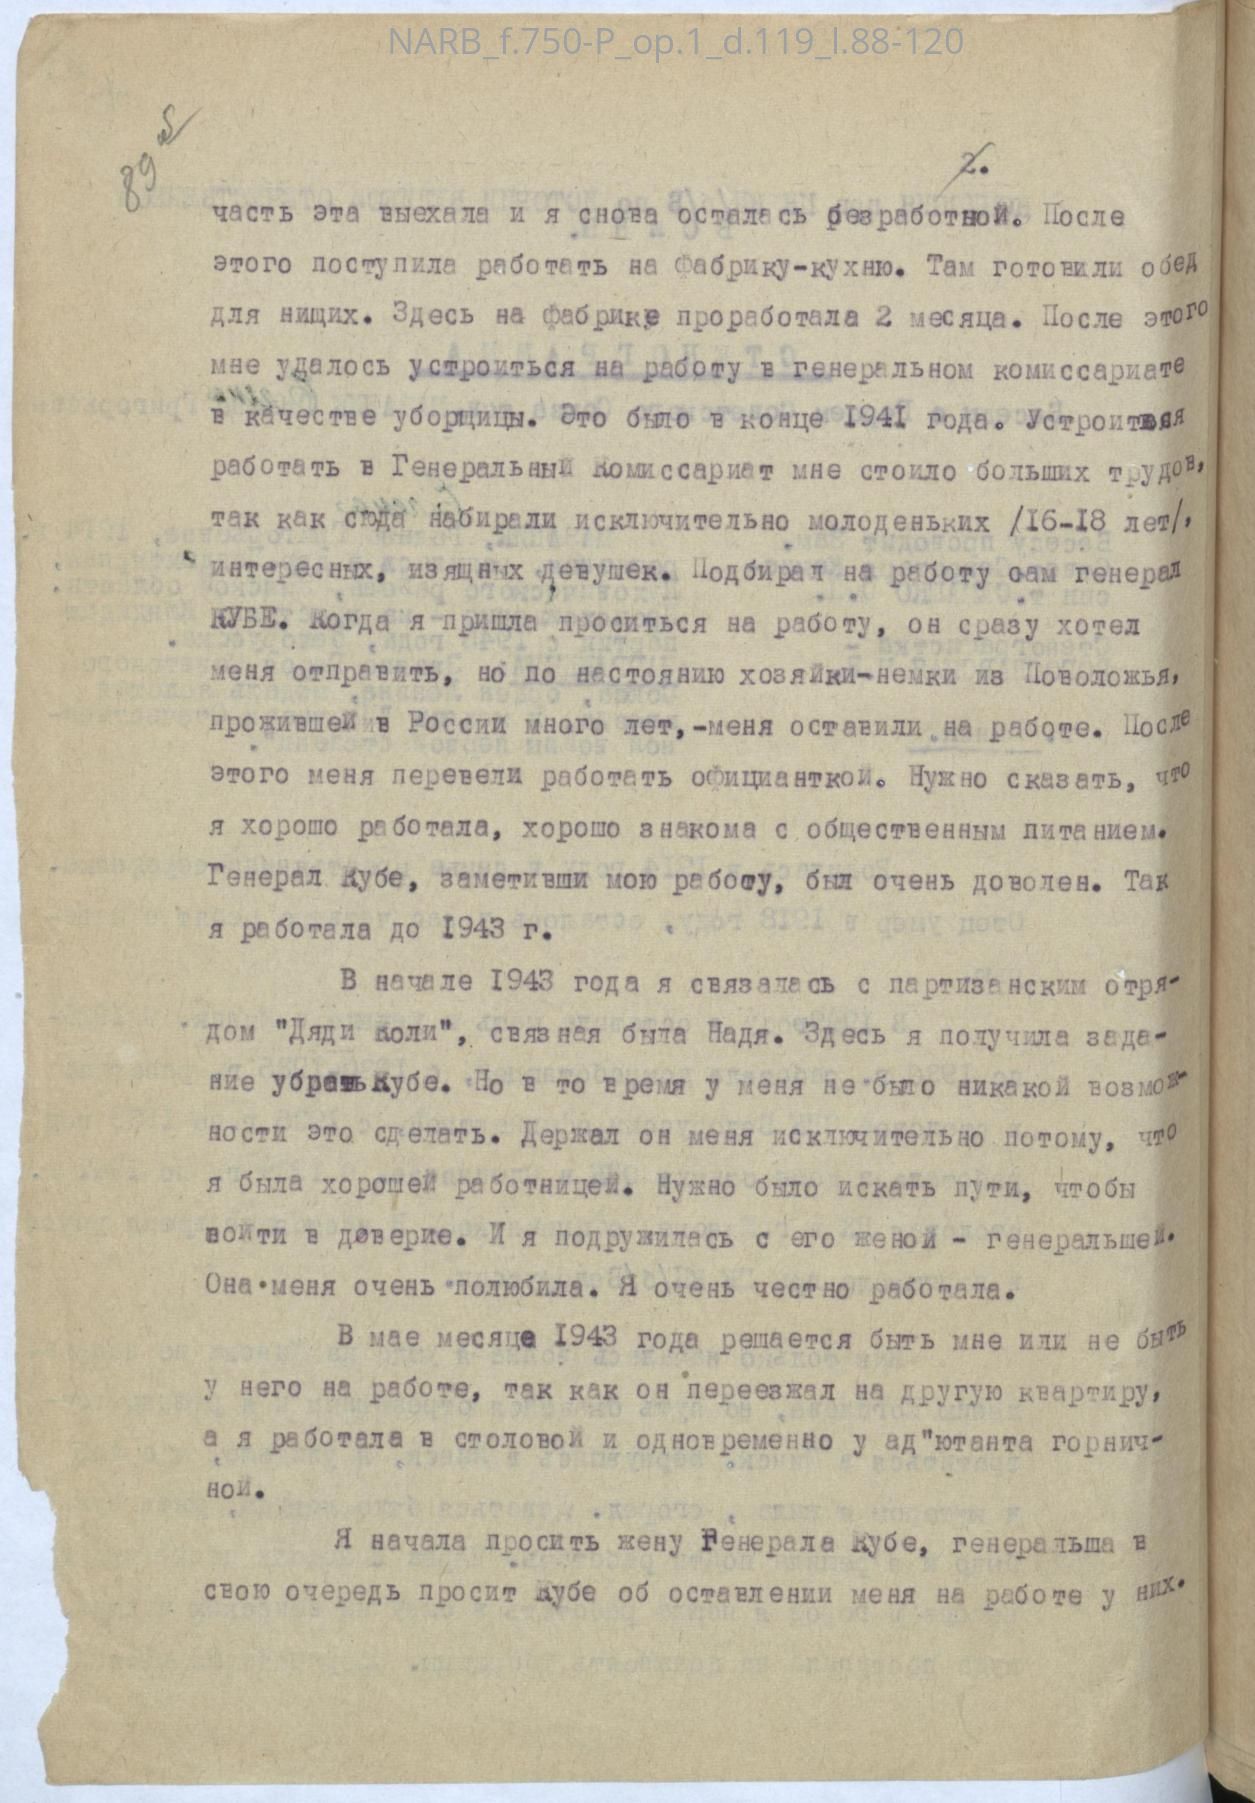 NARB_f.750-P_op.1_d.119_l.88-120
89
2.
часть эта выехала и я снова осталась безработной. После
этого поступила работать на фабрику-кухню. Там готовили обед
для нищих. Здесь на фабрике проработала 2 месяца. После этого
мне удалось устроиться на работу в генеральном комиссариате
в качестве уборщицы. Это было в конце 1941 года. Устроиться
работать в Генеральный Комиссариат мне стоило больших трудов,
так как сюда набирали исключительно молоденьких /16-18 лет/,
интересных, изящных девушек. Подбирал на работу сам генерал
КУБЕ. Когда я пришла проситься на работу, он сразу хотел
меня отправить, но по настоянию хозяйки-немки из Поволожья,
прожившей в России много лет,-меня оставили на работе. После
этого меня перевели работать официанткой. Нужно сказать, что
я хорошо работала, хорошо знакома с общественным питанием.
Генерал Кубе, заметивши мою работу, был очень доволен. Так
я работала до 1943 г.
В начале 1943 года я связалась с партизанским отря-
дом "Дяди Коли", связная была Надя. Здесь я получила зада-
ние убрать Кубе. Но в то время у меня не было никакой возмож-
ности это сделать. Держал он меня исключительно потому, что
я была хорошей работницей. Нужно было искать пути, чтобы
войти в доверие. И я подружилась с его женой - генеральшей.
Она меня очень полюбила. Я очень честно работала.
В мае месяце 1943 года решается быть мне или не быть
у него на работе, так как он переезжал на другую квартиру,
а я работала в столовой и одновременно у ад"ютанта горнич-
ной.
Я начала просить жену Генерала Кубе, генеральша в
свою очередь просит Кубе об оставлении меня на работе у них.